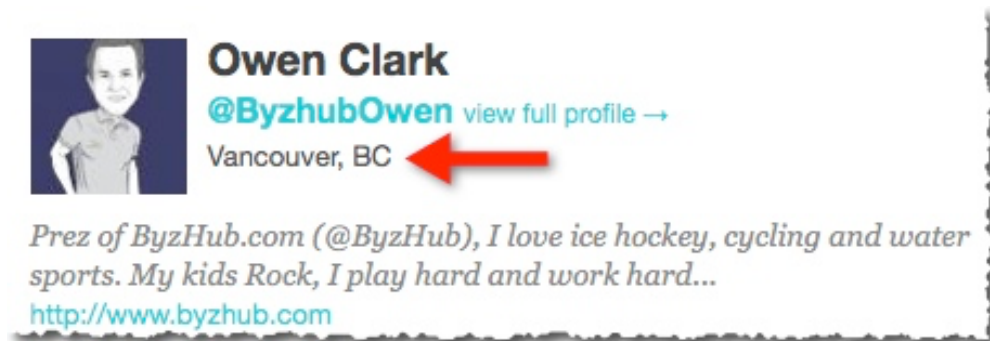 Owen Clark
@ByzhubOwen view full profile →
Vancouver, BC
Prez of ByzHub.com (@ByzHub), I love ice hockey, cycling and water
sports. My kids Rock, I play hard and work hard...
http://www.byzhub.com